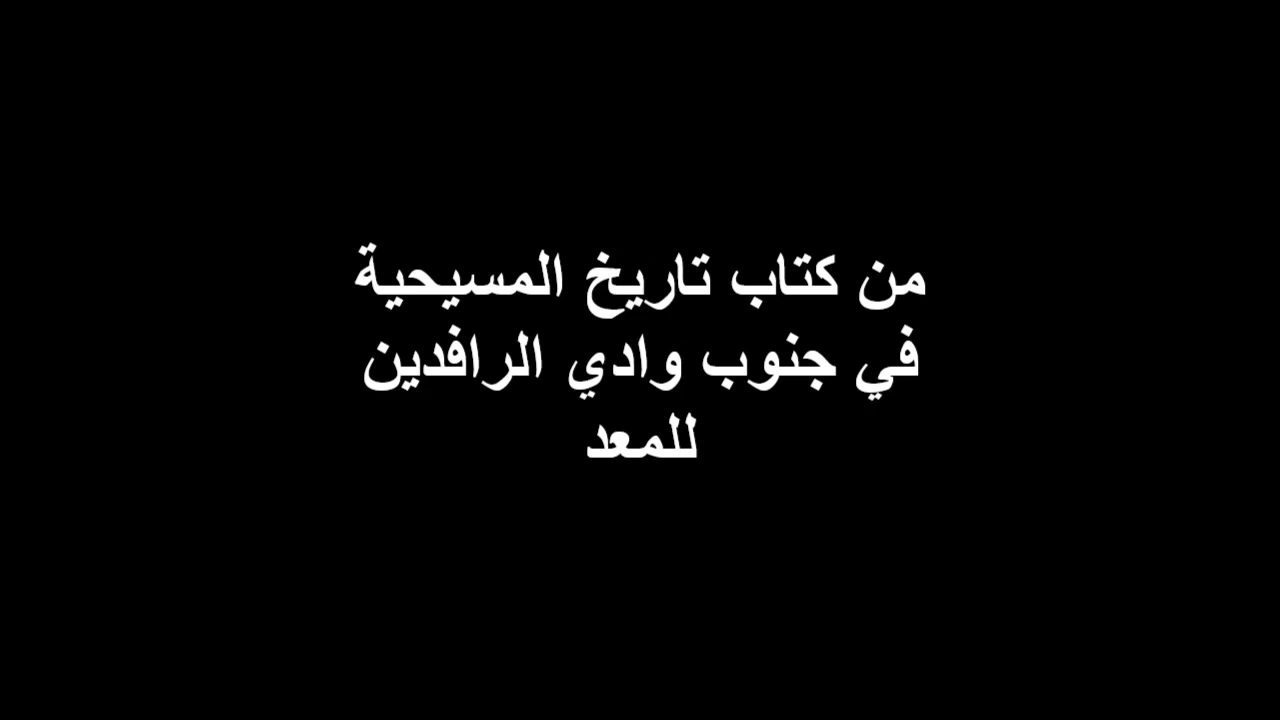 من كتاب تاريخ المسيحية
في جنوب وادي الرافدين
للمعد